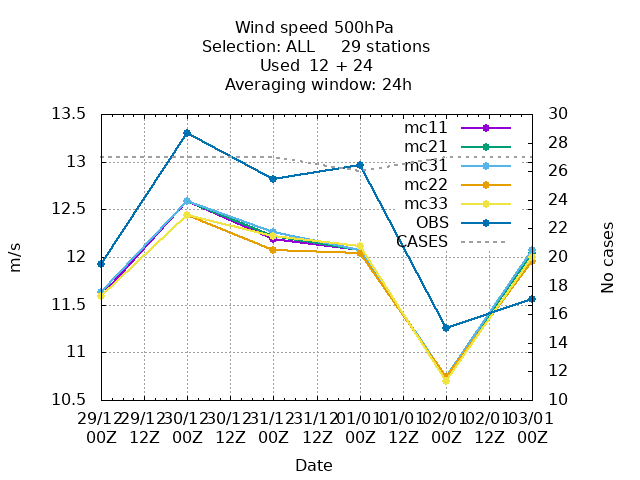 Wind speed 500hPa
Selection: ALL 29 stations
Used 12 + 24
Averaging window: 24h
13.5
13
12.5
12
11.5
11
10.5
m/s
30
28
26
24
22
20
18
16
14
12
10
No cases
mc11
mc21
mc31
mc22
mc33
OBS
CASES
29/12 29/12 30/12 30/12 31/12 31/12 01/01 01/01 02/01 02/01 03/01
00Z 12Z 00Z 12Z 00Z 12Z 00Z 12Z 00Z 12Z 00Z
Date